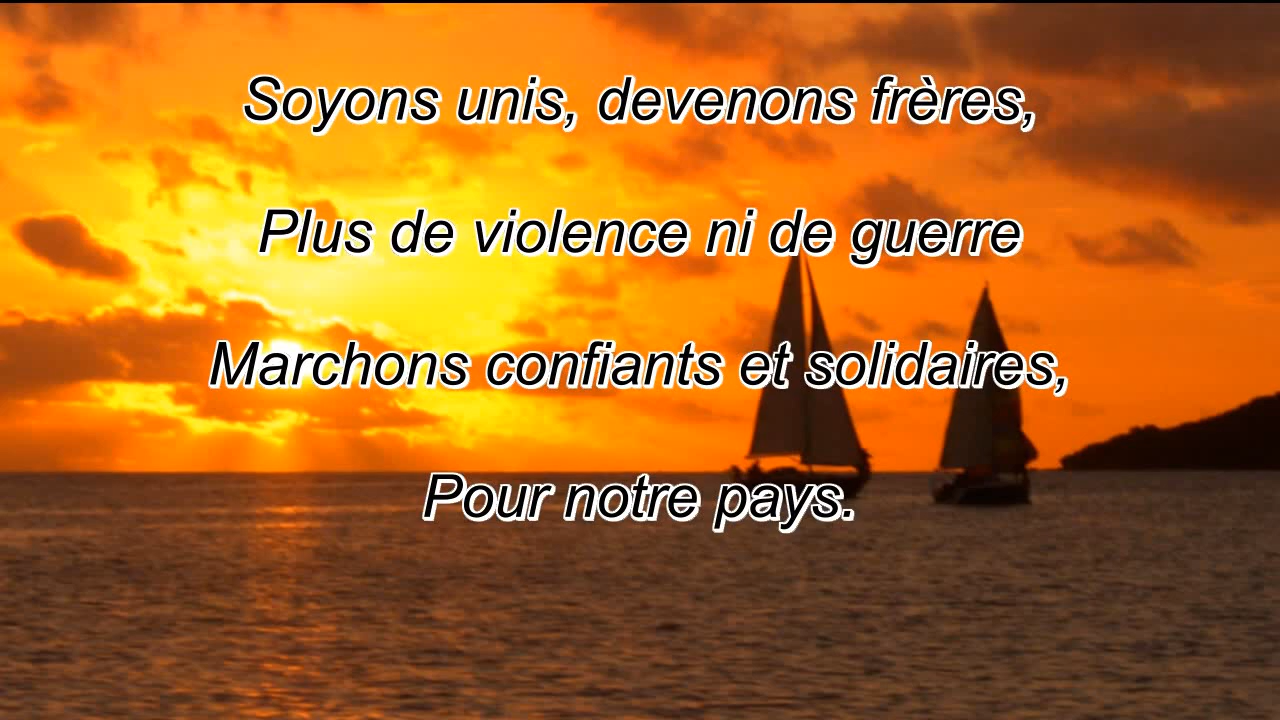 Soyons unis, devenons frères,
Plus de violence ni de guerre
Marchons confiants et solidaires,
Pour notre pays.